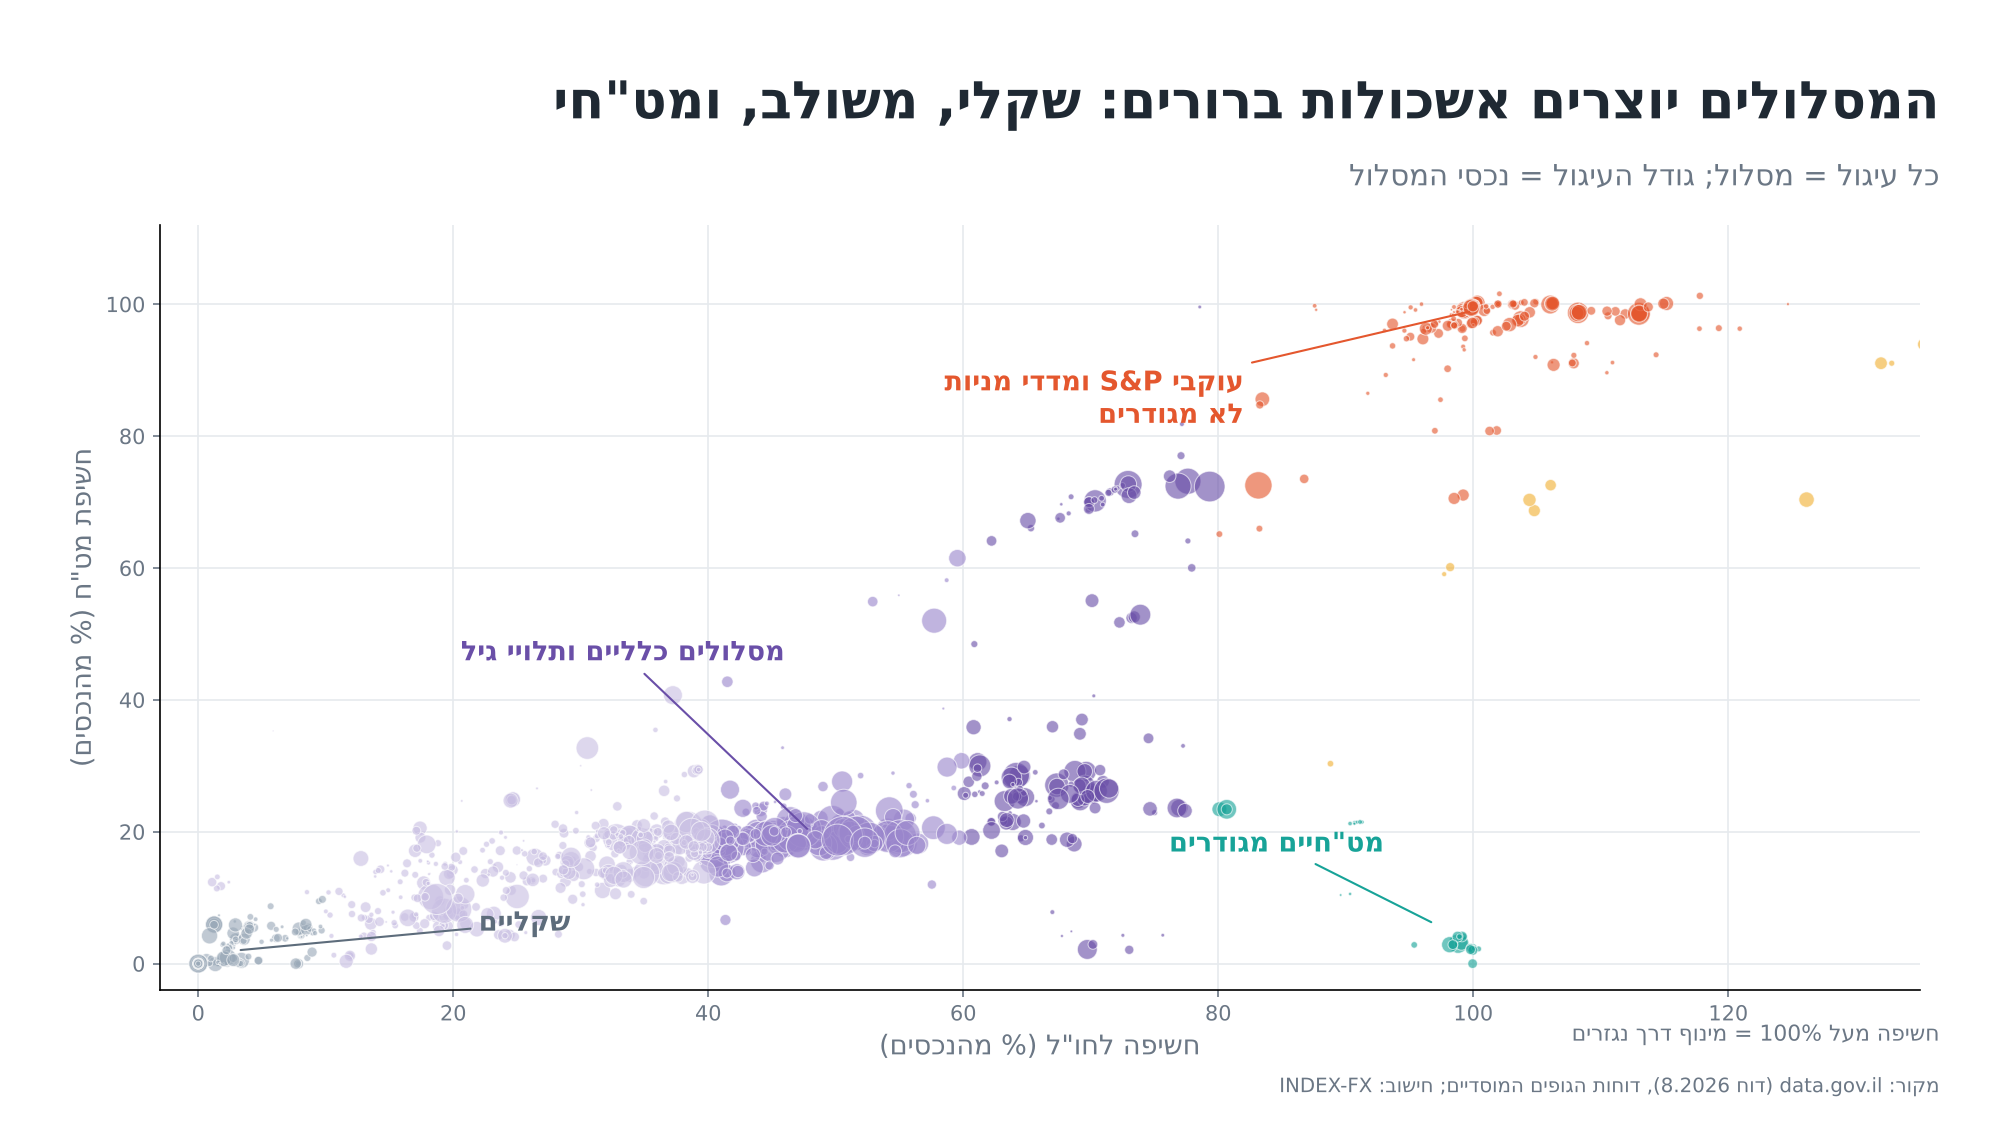 המסלולים יוצרים אשכולות ברורים: שקלי, משולב, ומט"חי
כל עיגול = מסלול; גודל העיגול = נכסי המסלול
חשיפת מט"ח (% מהנכסים)
100
80
60
40
20
0
עוקבי S&P ומדדי מניות
לא מגודרים
מסלולים כלליים ותלויי גיל
מט"חיים מגודרים
שקליים
0 20 40 60 80 100 120
חשיפה לחו"ל (% מהנכסים)
חשיפה מעל 100% = מינוף דרך נגזרים
מקור: data.gov.il (דוח 8.2026), דוחות הגופים המוסדיים; חישוב: INDEX-FX